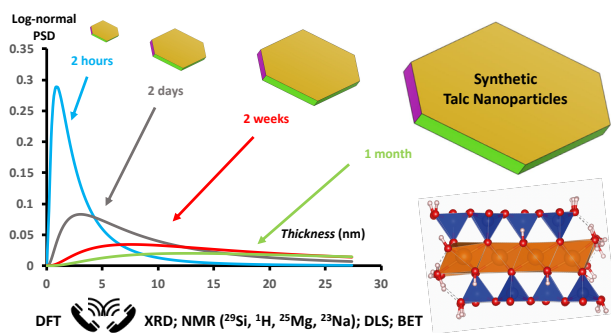 Log-normal
PSD
0.35
0.3
0.25
0.2
0.15
0.1
0.05
0
0 5 10 15 20 25 30
2 hours
2 days
2 weeks
1 month
Thickness (nm)
Synthetic
Talc Nanoparticles
DFT XRD; NMR (²⁹Si, ¹H, ²⁵Mg, ²³Na); DLS; BET